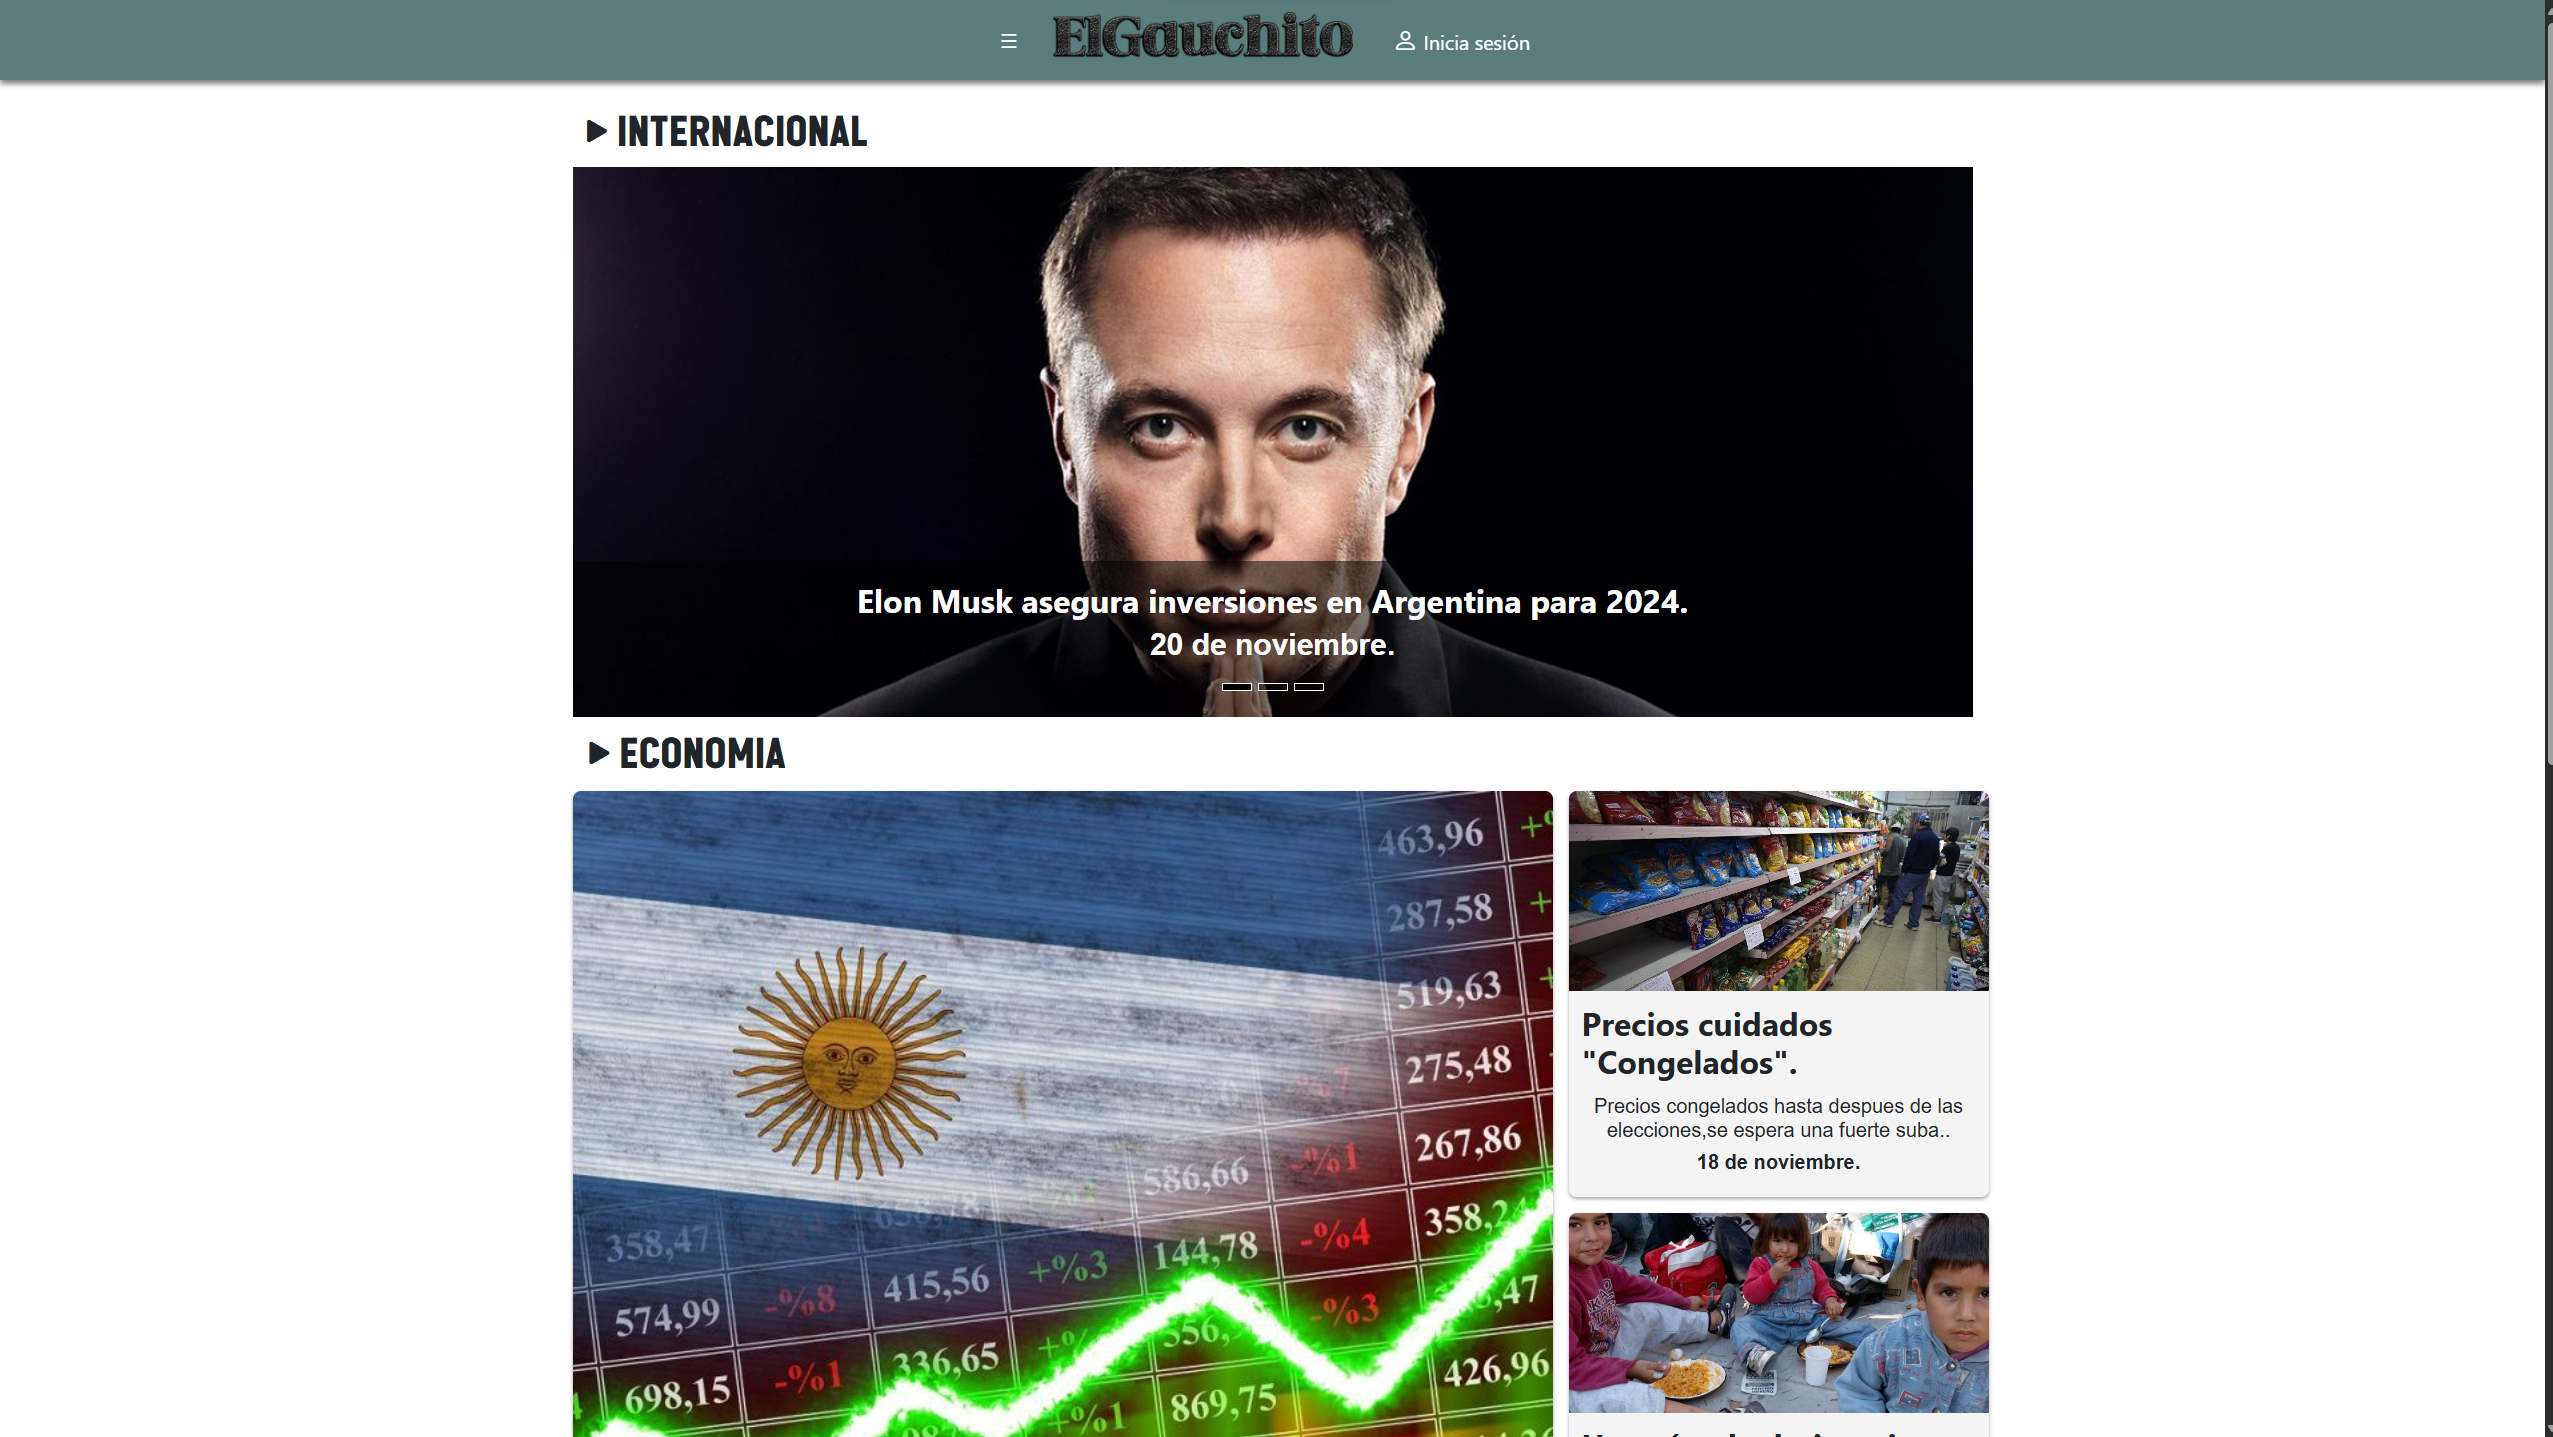 ElGauchito
Inicia sesión
INTERNACIONAL
Elon Musk asegura inversiones en Argentina para 2024.
20 de noviembre.
ECONOMIA
463,96
287,58
519,63
275,48
267,86
586,66 -%1
358,47
144,78 -%4
574,99 -%8 415,56 +%3
-%3
698,15 -%1 336,65
869,75 426,96
+%1
Precios cuidados
"Congelados".
Precios congelados hasta despues de las
elecciones,se espera una fuerte suba..
18 de noviembre.